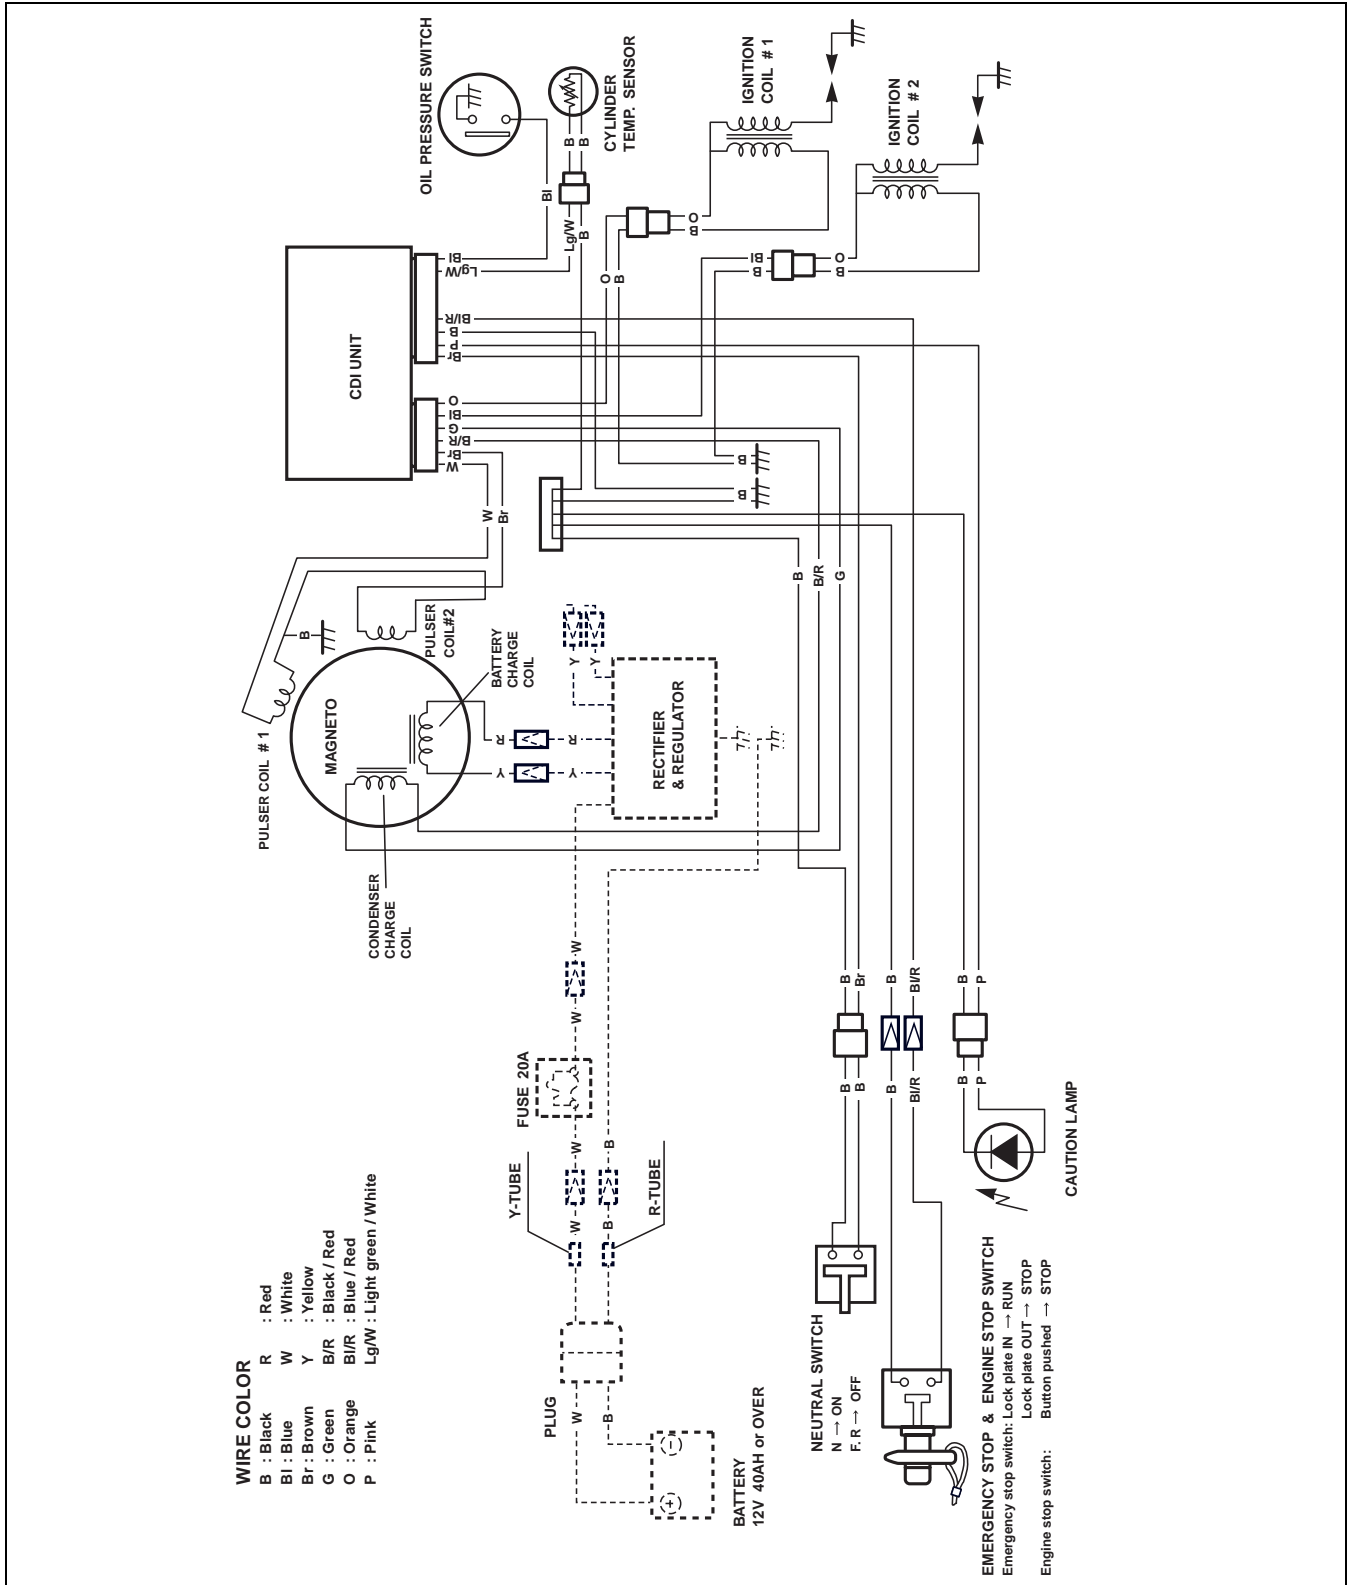 OIL PRESSURE SWITCH
CYLINDER
TEMP. SENSOR
IGNITION
COIL # 1
IGNITION
COIL # 2
B
B
Bl
Lg/W
B
O
B
O
B
Bl
B
O
B
CDI UNIT
Bl
Lg/W
Bl/R
B
P
Br
O
Bl
G
B/R
Br
W
W
Br
B
B
B
B/R
G
B
PULSER COIL # 1
MAGNETO
PULSER
COIL#2
BATTERY
CHARGE
COIL
CONDENSER
CHARGE
COIL
R
R
Y
Y
Y
Y
RECTIFIER
& REGULATOR
W
W
FUSE 20A
W
B
Y-TUBE
R-TUBE
W
B
PLUG
W
B
BATTERY
12V 40AH or OVER
B
Br
B
Bl/R
B
P
B
B
B
Bl/R
B
P
CAUTION LAMP
NEUTRAL SWITCH
N → ON
F. R → OFF
EMERGENCY STOP & ENGINE STOP SWITCH
Emergency stop switch: Lock plate IN → RUN
Lock plate OUT → STOP
Engine stop switch: Button pushed → STOP
WIRE COLOR
B : Black R : Red
Bl : Blue W : White
Br : Brown Y : Yellow
G : Green B/R : Black / Red
O : Orange Bl/R : Blue / Red
P : Pink Lg/W : Light green / White